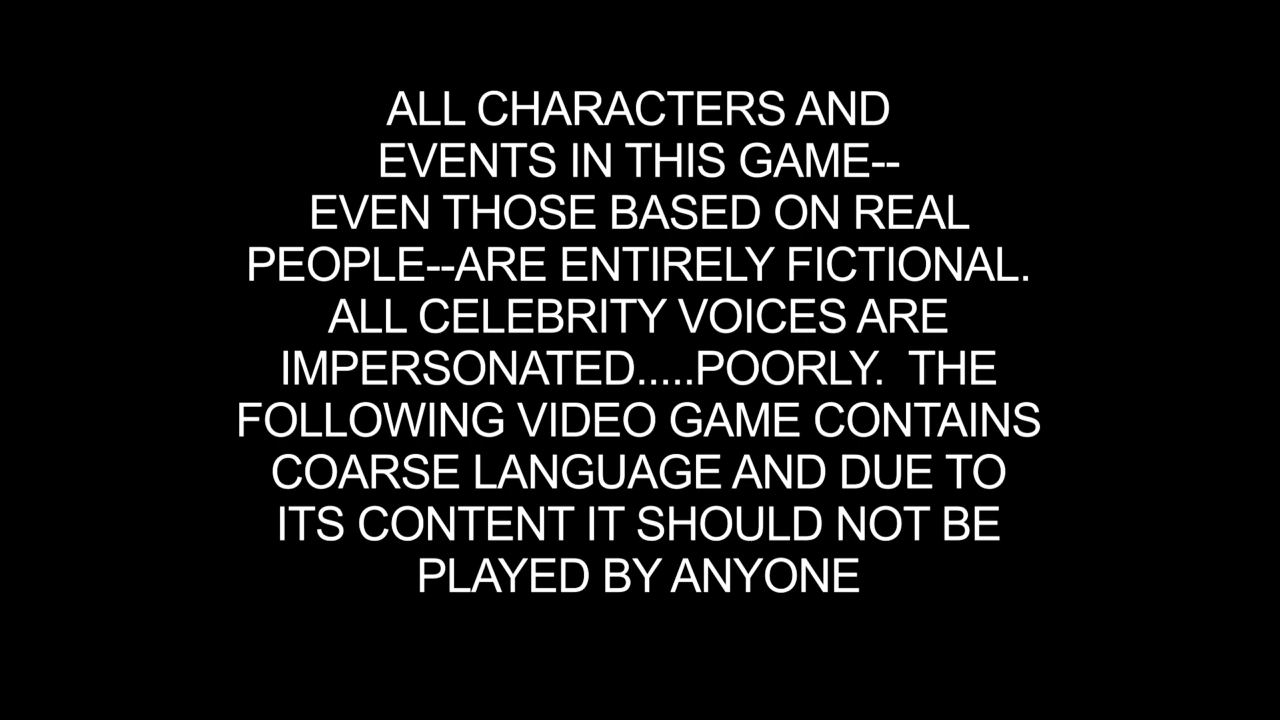 ALL CHARACTERS AND
EVENTS IN THIS GAME--
EVEN THOSE BASED ON REAL
PEOPLE--ARE ENTIRELY FICTIONAL.
ALL CELEBRITY VOICES ARE
IMPERSONATED.....POORLY.  THE
FOLLOWING VIDEO GAME CONTAINS
COARSE LANGUAGE AND DUE TO
ITS CONTENT IT SHOULD NOT BE
PLAYED BY ANYONE